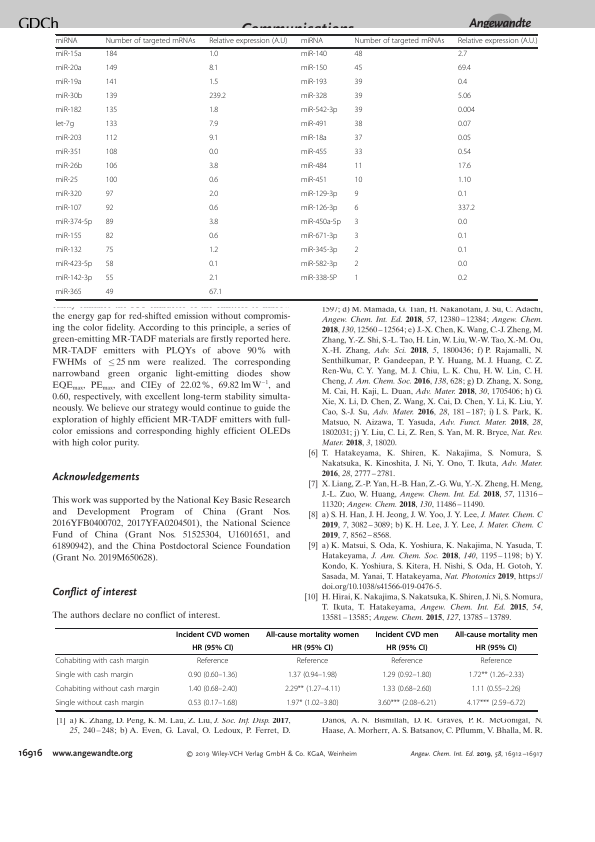 GDCh
Communications
Angewandte
miRNA Number of targeted mRNAs Relative expression (A.U) miRNA Number of targeted mRNAs Relative expression (A.U.)
miR-15a 184 1.0 miR-140 48 2.7
miR-20a 149 8.1 miR-150 45 69.4
miR-19a 141 1.5 miR-193 39 0.4
miR-30b 139 239.2 miR-328 39 5.06
miR-182 135 1.8 miR-542-3p 39 0.004
let-7g 133 7.9 miR-491 38 0.07
miR-203 112 9.1 miR-18a 37 0.05
miR-351 108 0.0 miR-455 33 0.54
miR-26b 106 3.8 miR-484 11 17.6
miR-25 100 0.6 miR-451 10 1.10
miR-320 97 2.0 miR-129-3p 9 0.1
miR-107 92 0.6 miR-126-3p 6 337.2
miR-374-5p 89 3.8 miR-450a-5p 3 0.0
miR-155 82 0.6 miR-671-3p 3 0.1
miR-132 75 1.2 miR-345-3p 2 0.1
miR-423-5p 58 0.1 miR-582-3p 2 0.0
miR-142-3p 55 2.1 miR-338-5P 1 0.2
miR-365 49 67.1
the energy gap for red-shifted emission without compromis-
ing the color fidelity. According to this principle, a series of
green-emitting MR-TADF materials are firstly reported here.
MR-TADF emitters with PLQYs of above 90 % with
FWHMs of ≤ 25 nm were realized. The corresponding
narrowband green organic light-emitting diodes show
EQEmax, PEmax, and CIEy of 22.02 %, 69.82 lm W−1, and
0.60, respectively, with excellent long-term stability simulta-
neously. We believe our strategy would continue to guide the
exploration of highly efficient MR-TADF emitters with full-
color emissions and corresponding highly efficient OLEDs
with high color purity.
Acknowledgements
This work was supported by the National Key Basic Research
and Development Program of China (Grant Nos.
2016YFB0400702, 2017YFA0204501), the National Science
Fund of China (Grant Nos. 51525304, U1601651, and
61890942), and the China Postdoctoral Science Foundation
(Grant No. 2019M650628).
Conflict of interest
The authors declare no conflict of interest.
1597; d) M. Mamada, G. Tian, H. Nakanotani, J. Su, C. Adachi,
Angew. Chem. Int. Ed. 2018, 57, 12380–12384; Angew. Chem.
2018, 130, 12560–12564; e) J.-X. Chen, K. Wang, C.-J. Zheng, M.
Zhang, Y.-Z. Shi, S.-L. Tao, H. Lin, W. Liu, W.-W. Tao, X.-M. Ou,
X.-H. Zhang, Adv. Sci. 2018, 5, 1800436; f) P. Rajamalli, N.
Senthilkumar, P. Gandeepan, P. Y. Huang, M. J. Huang, C. Z.
Ren-Wu, C. Y. Yang, M. J. Chiu, L. K. Chu, H. W. Lin, C. H.
Cheng, J. Am. Chem. Soc. 2016, 138, 628; g) D. Zhang, X. Song,
M. Cai, H. Kaji, L. Duan, Adv. Mater. 2018, 30, 1705406; h) G.
Xie, X. Li, D. Chen, Z. Wang, X. Cai, D. Chen, Y. Li, K. Liu, Y.
Cao, S.-J. Su, Adv. Mater. 2016, 28, 181–187; i) I. S. Park, K.
Matsuo, N. Aizawa, T. Yasuda, Adv. Funct. Mater. 2018, 28,
1802031; j) Y. Liu, C. Li, Z. Ren, S. Yan, M. R. Bryce, Nat. Rev.
Mater. 2018, 3, 18020.
[6] T. Hatakeyama, K. Shiren, K. Nakajima, S. Nomura, S.
Nakatsuka, K. Kinoshita, J. Ni, Y. Ono, T. Ikuta, Adv. Mater.
2016, 28, 2777–2781.
[7] X. Liang, Z.-P. Yan, H.-B. Han, Z.-G. Wu, Y.-X. Zheng, H. Meng,
J.-L. Zuo, W. Huang, Angew. Chem. Int. Ed. 2018, 57, 11316–
11320; Angew. Chem. 2018, 130, 11486–11490.
[8] a) S. H. Han, J. H. Jeong, J. W. Yoo, J. Y. Lee, J. Mater. Chem. C
2019, 7, 3082–3089; b) K. H. Lee, J. Y. Lee, J. Mater. Chem. C
2019, 7, 8562–8568.
[9] a) K. Matsui, S. Oda, K. Yoshiura, K. Nakajima, N. Yasuda, T.
Hatakeyama, J. Am. Chem. Soc. 2018, 140, 1195–1198; b) Y.
Kondo, K. Yoshiura, S. Kitera, H. Nishi, S. Oda, H. Gotoh, Y.
Sasada, M. Yanai, T. Hatakeyama, Nat. Photonics 2019, https://
doi.org/10.1038/s41566-019-0476-5.
[10] H. Hirai, K. Nakajima, S. Nakatsuka, K. Shiren, J. Ni, S. Nomura,
T. Ikuta, T. Hatakeyama, Angew. Chem. Int. Ed. 2015, 54,
13581–13585; Angew. Chem. 2015, 127, 13785–13789.
Incident CVD women All-cause mortality women Incident CVD men All-cause mortality men
HR (95% CI) HR (95% CI) HR (95% CI) HR (95% CI)
Cohabiting with cash margin Reference Reference Reference Reference
Single with cash margin 0.90 (0.60–1.36) 1.37 (0.94–1.98) 1.29 (0.92–1.80) 1.72** (1.26–2.33)
Cohabiting without cash margin 1.40 (0.68–2.40) 2.29** (1.27–4.11) 1.33 (0.68–2.60) 1.11 (0.55–2.26)
Single without cash margin 0.53 (0.17–1.68) 1.97* (1.02–3.80) 3.60*** (2.08–6.21) 4.17*** (2.59–6.72)
[1] a) K. Zhang, D. Peng, K. M. Lau, Z. Liu, J. Soc. Inf. Disp. 2017,
25, 240–248; b) A. Even, G. Laval, O. Ledoux, P. Ferret, D.
Danos, A. N. Bismillah, D. R. Graves, P. R. McGonigal, N.
Haase, A. Morherr, A. S. Batsanov, C. Pflumm, V. Bhalla, M. R.
16916 www.angewandte.org © 2019 Wiley-VCH Verlag GmbH & Co. KGaA, Weinheim Angew. Chem. Int. Ed. 2019, 58, 16912–16917